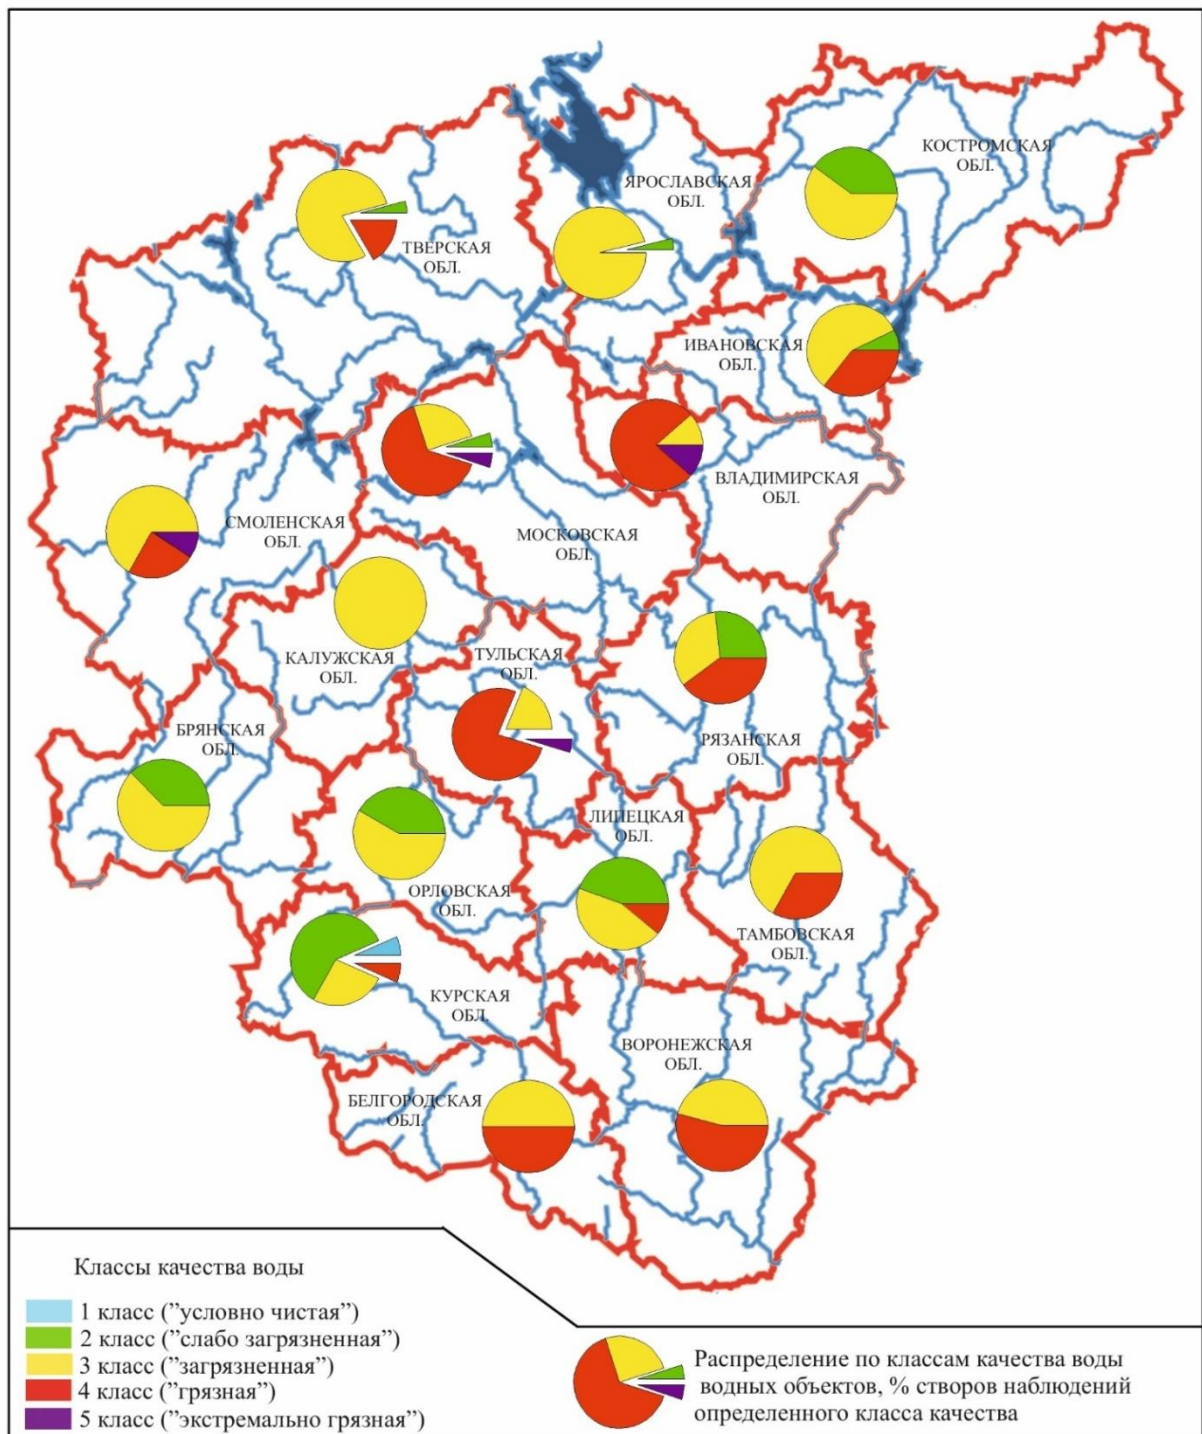 КОСТРОМСКАЯ
ОБЛ.
ЯРОСЛАВСКАЯ
ОБЛ.
ТВЕРСКАЯ
ОБЛ.
ИВАНОВСКАЯ
ОБЛ.
ВЛАДИМИРСКАЯ
ОБЛ.
СМОЛЕНСКАЯ
ОБЛ.
МОСКОВСКАЯ
ОБЛ.
КАЛУЖСКАЯ
ОБЛ.
ТУЛЬСКАЯ
ОБЛ.
БРЯНСКАЯ
ОБЛ.
РЯЗАНСКАЯ
ОБЛ.
ЛИПЕЦКАЯ
ОБЛ.
ОРЛОВСКАЯ
ОБЛ.
ТАМБОВСКАЯ
ОБЛ.
КУРСКАЯ
ОБЛ.
ВОРОНЕЖСКАЯ
ОБЛ.
БЕЛГОРОДСКАЯ
ОБЛ.
Классы качества воды
1 класс (”условно чистая”)
2 класс (”слабо загрязненная”)
3 класс (”загрязненная”)
4 класс (”грязная”)
5 класс (”экстремально грязная”)
Распределение по классам качества воды
водных объектов, % створов наблюдений
определенного класса качества